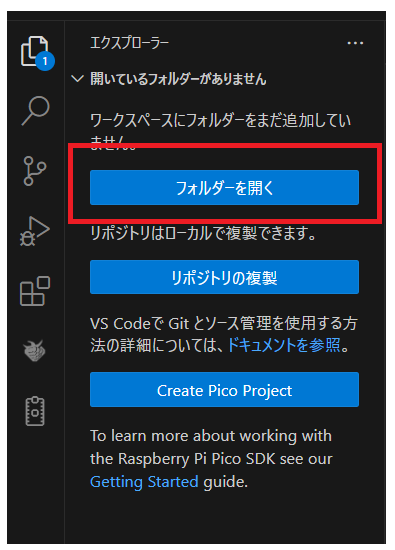 エクスプローラー
1
開いているフォルダーがありません
ワークスペースにフォルダーをまだ追加してい
ません。
フォルダーを開く
リポジトリはローカルで複製できます。
リポジトリの複製
VS Codeで Git とソース管理を使用する方
法の詳細については、ドキュメントを参照。
Create Pico Project
To learn more about working with
the Raspberry Pi Pico SDK see our
Getting Started guide.